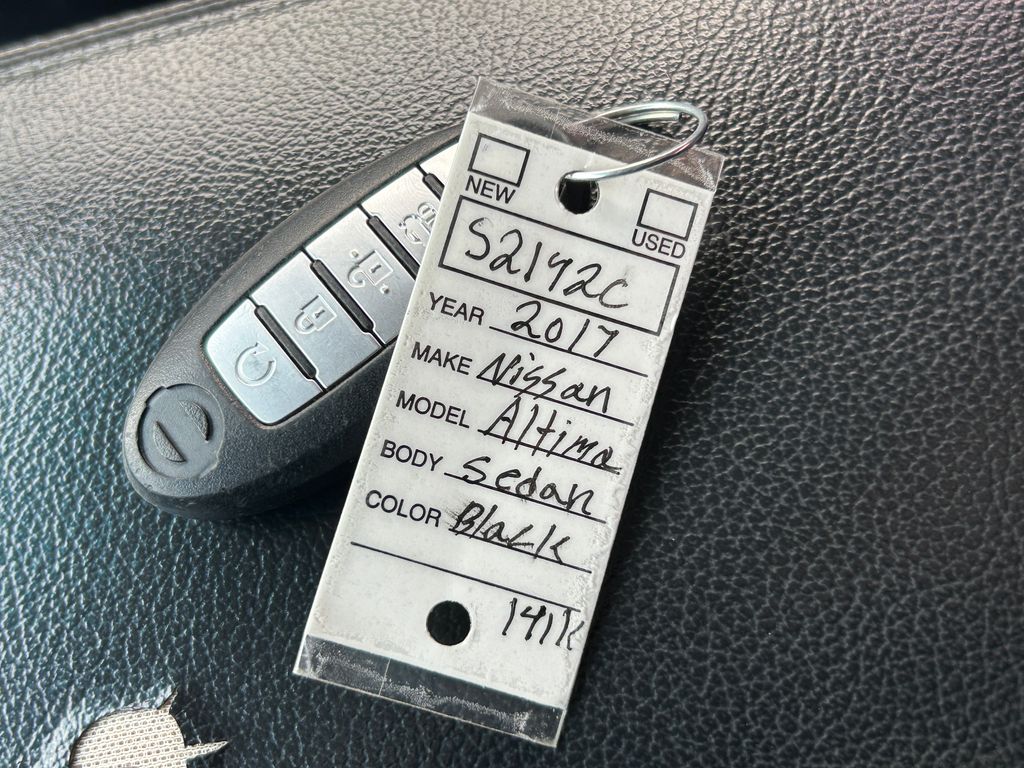 NEW
USED
S2142C
YEAR 2017
MAKE Nissan
MODEL Altima
BODY Sedan
COLOR Black
141K